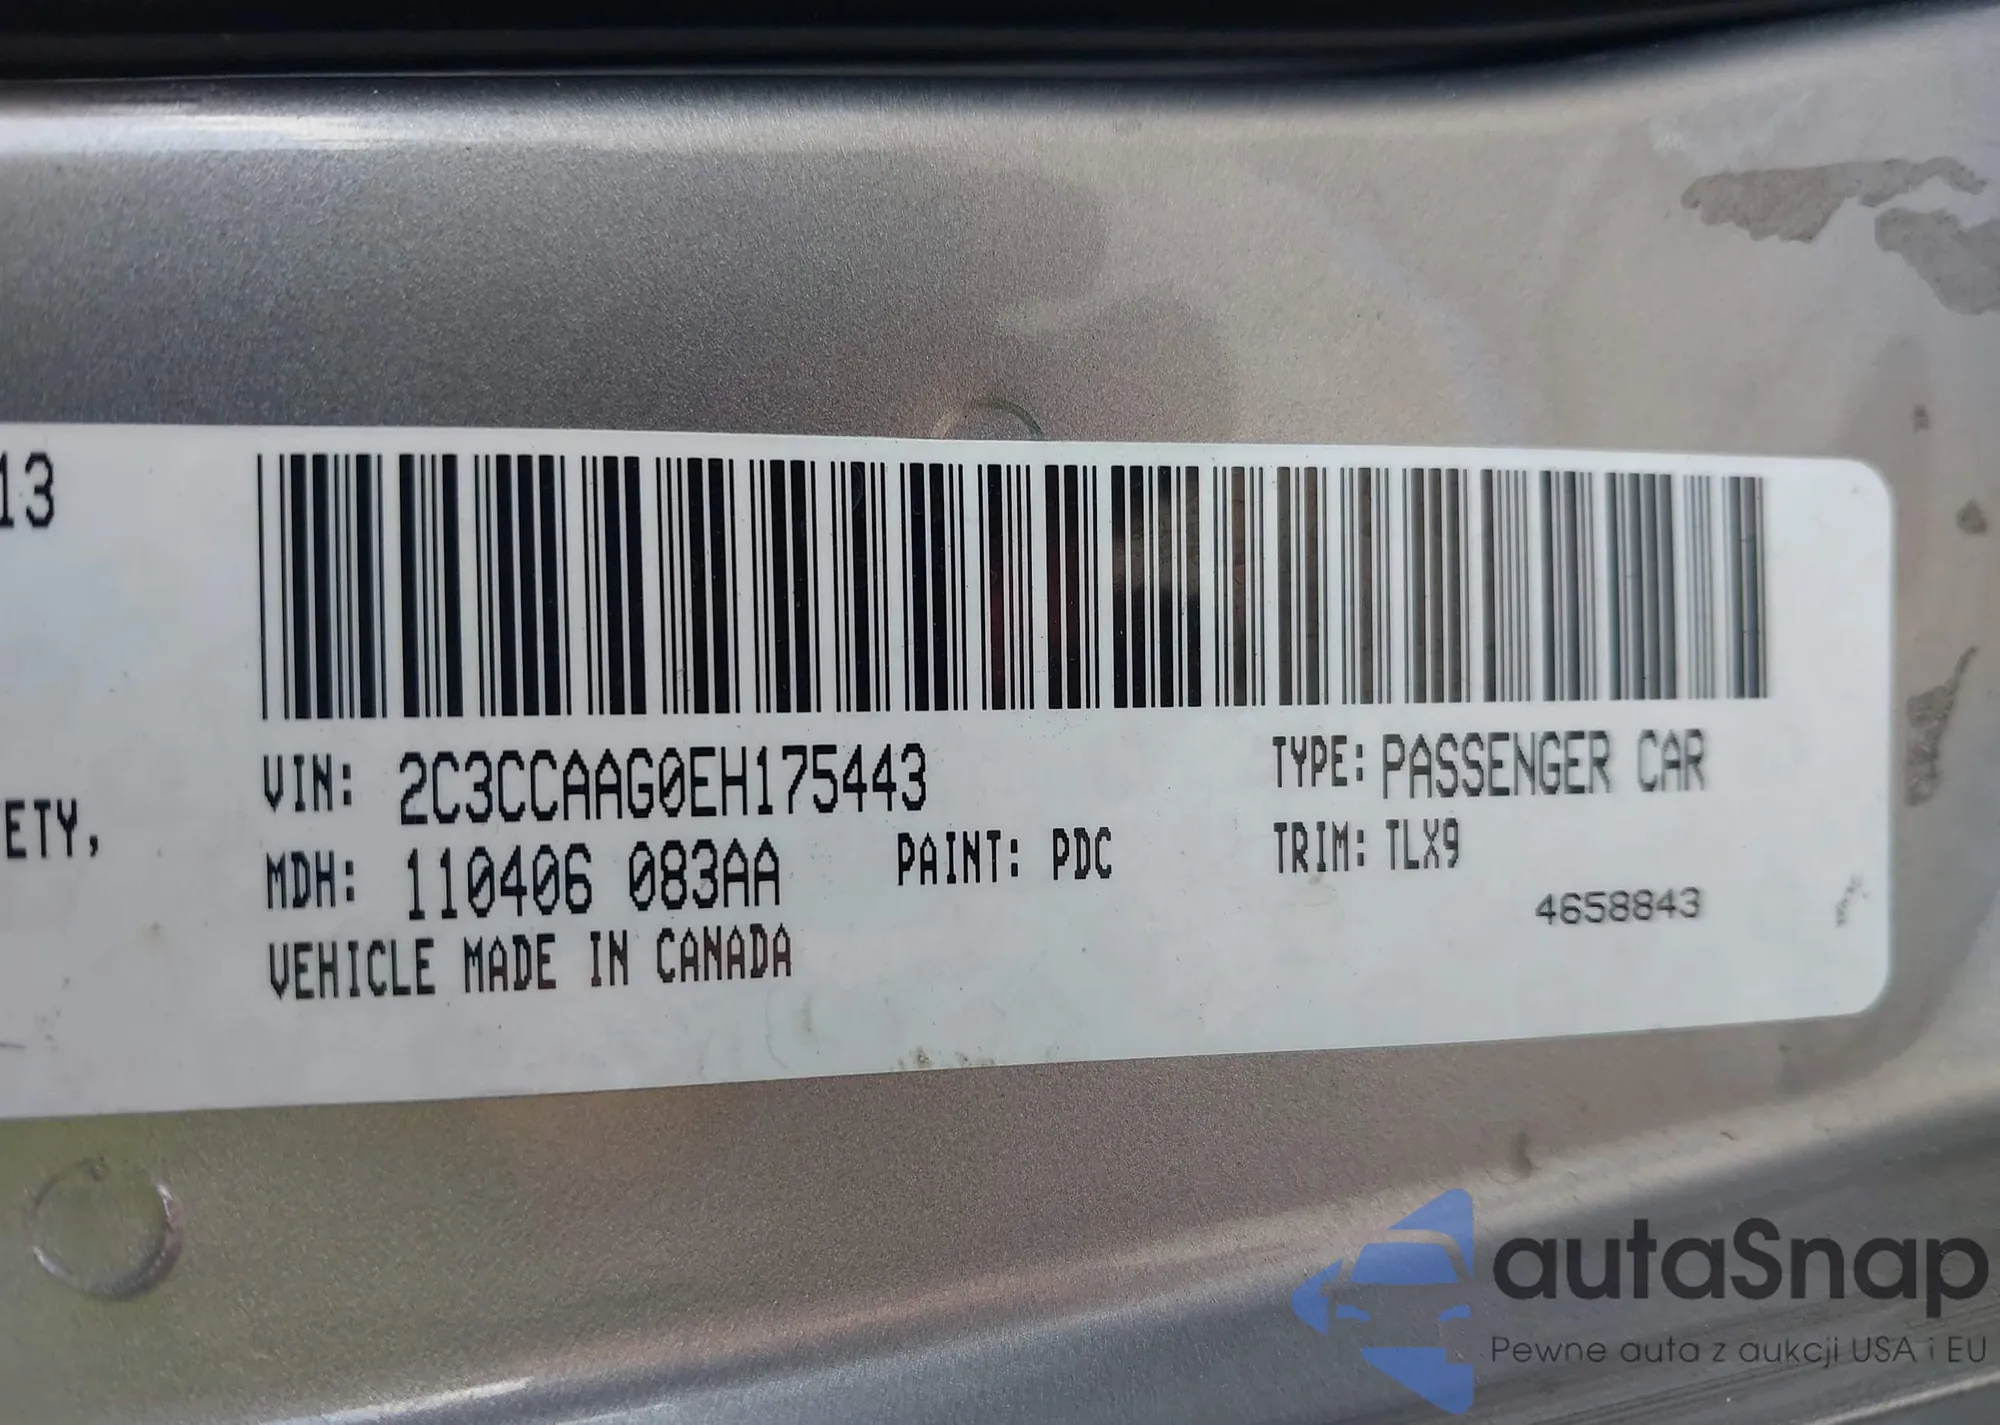 13
ETY,
VIN: 2C3CCAAG0EH175443
TYPE: PASSENGER CAR
MDH: 110406 083AA
PAINT: PDC
TRIM: TLX9
VEHICLE MADE IN CANADA
4658843
autaSnap
Pewne auta z aukcji USA i EU